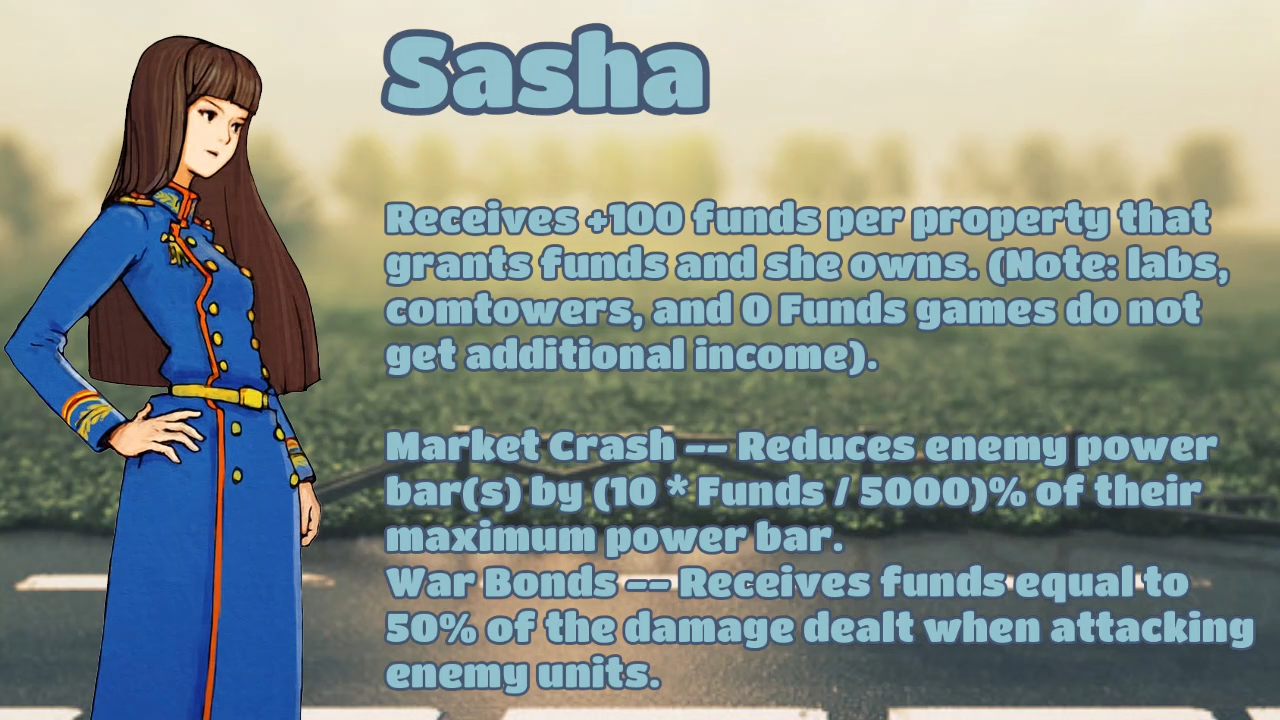 Sasha
Receives +100 funds per property that
grants funds and she owns. (Note: labs,
comtowers, and 0 Funds games do not
get additional income).
Market Crash -- Reduces enemy power
bar(s) by (10 * Funds / 5000)% of their
maximum power bar.
War Bonds -- Receives funds equal to
50% of the damage dealt when attacking
enemy units.